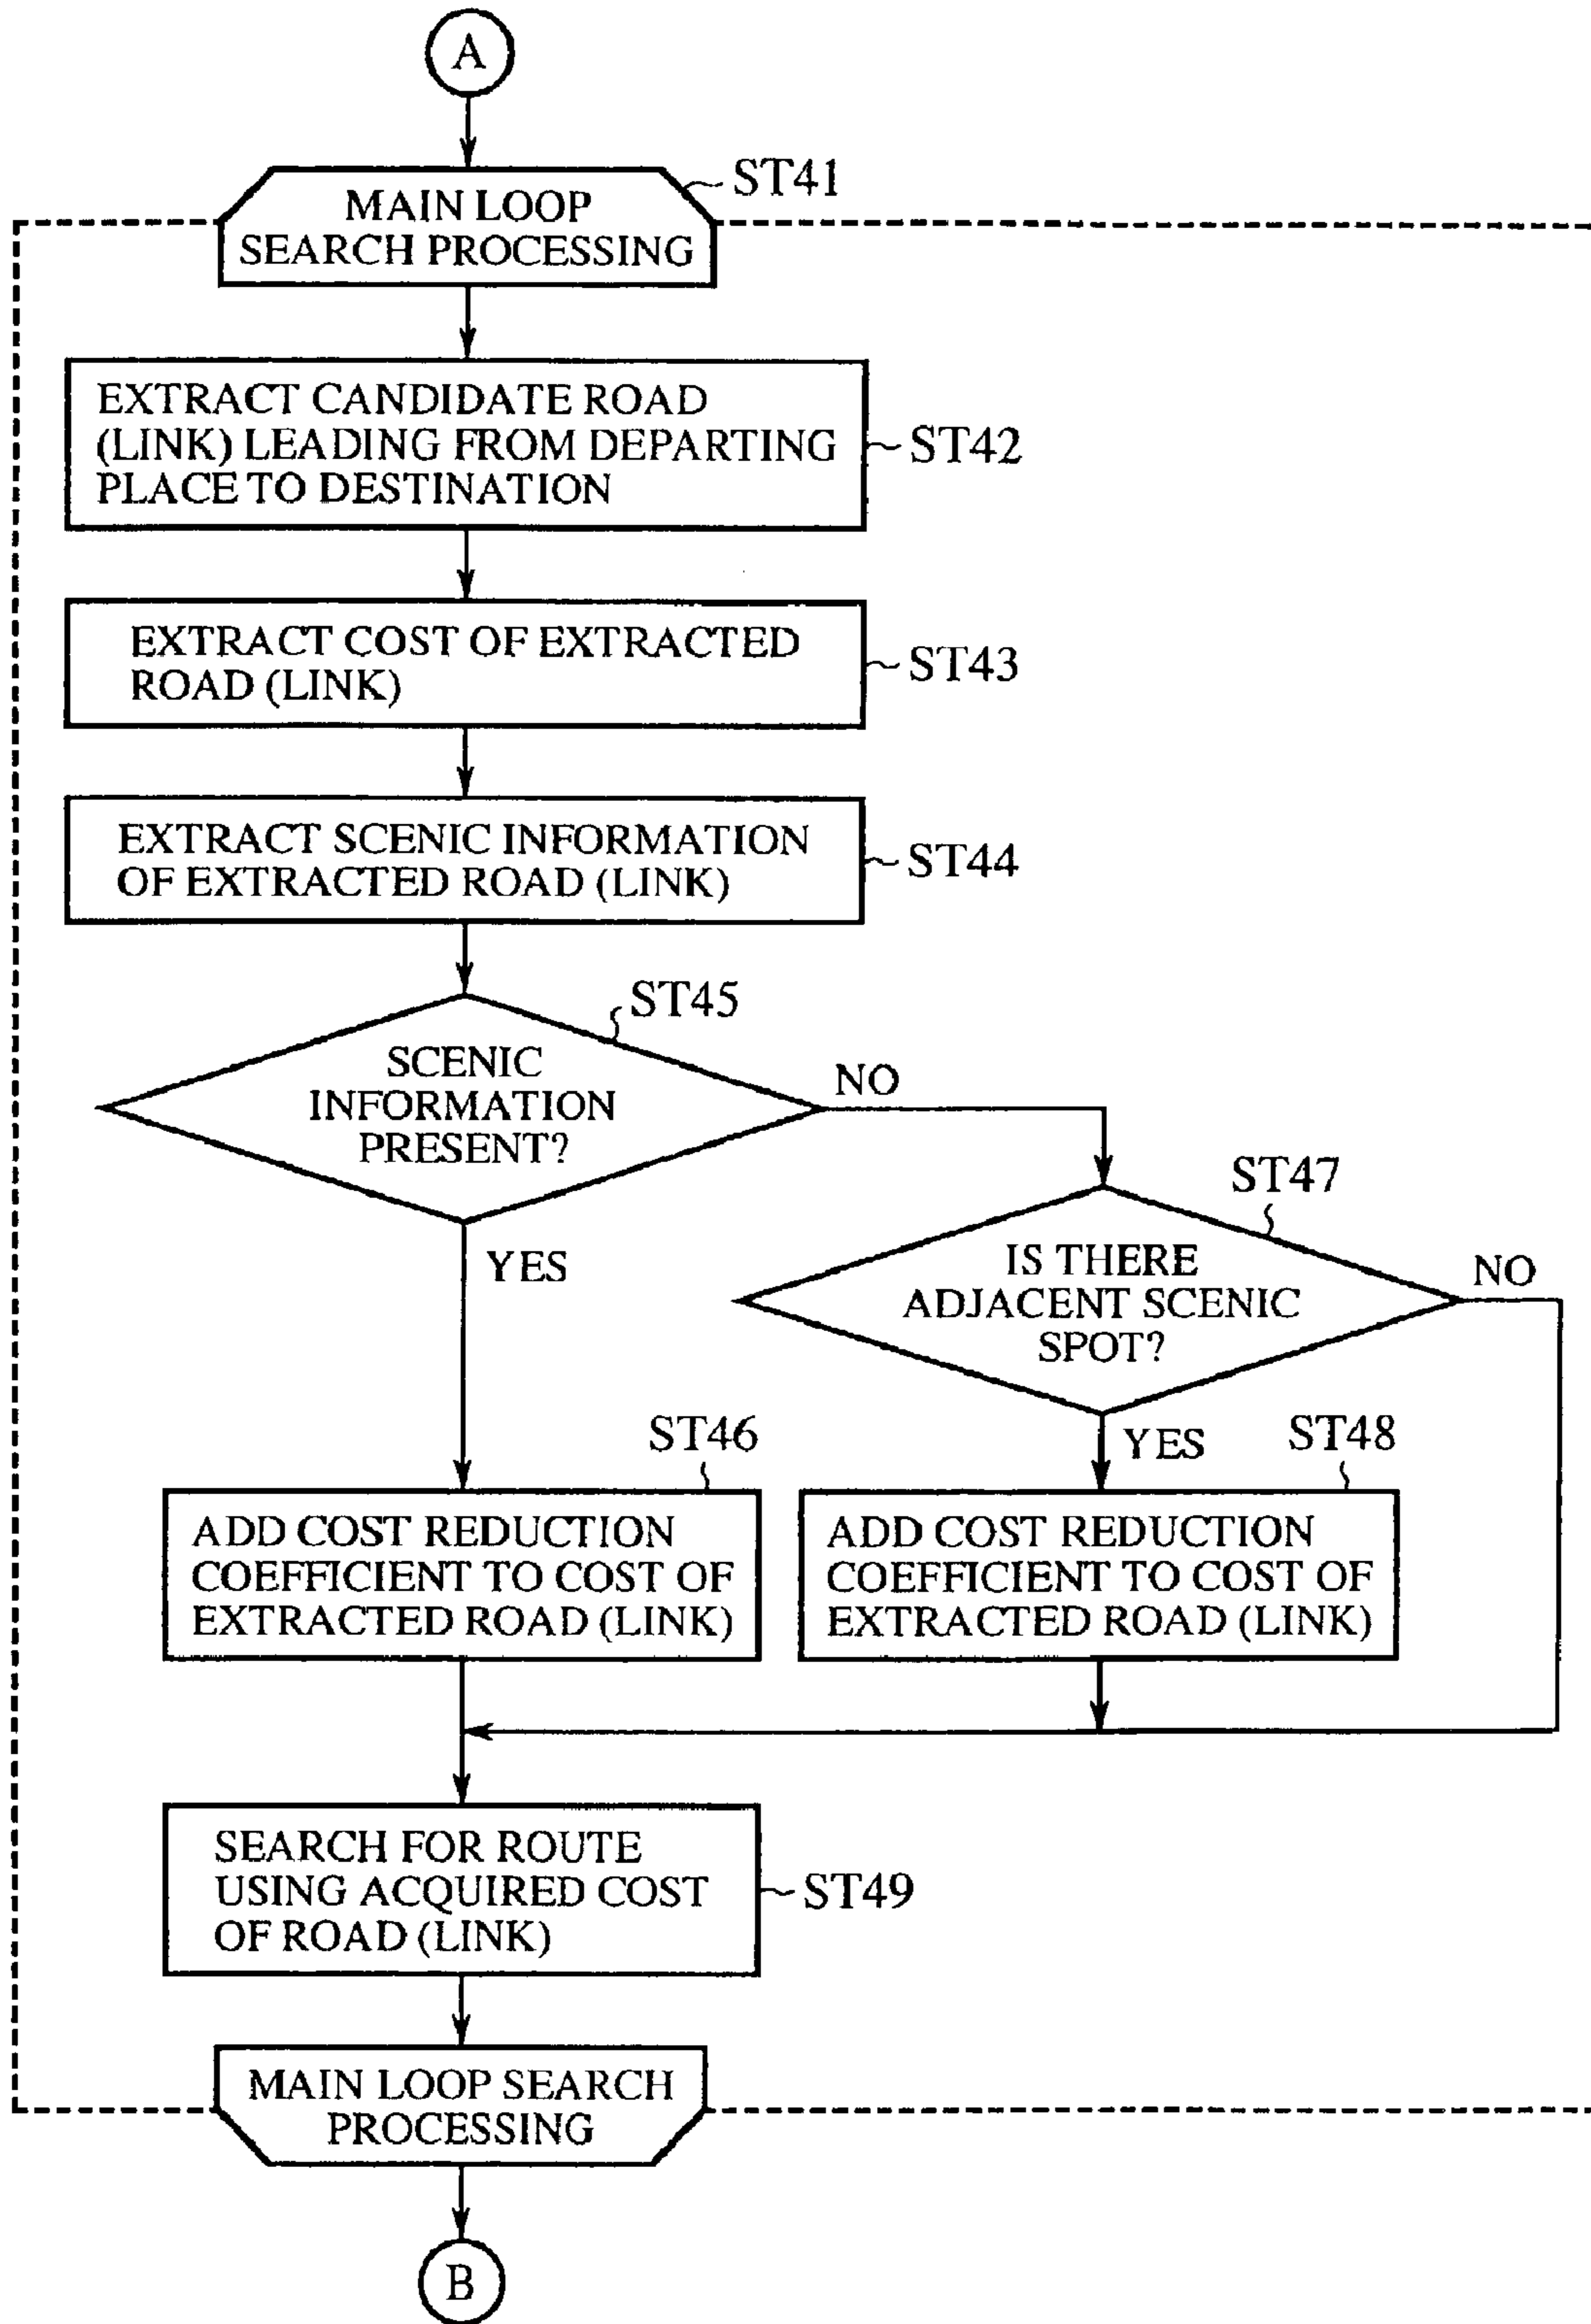 A
MAIN LOOP
SEARCH PROCESSING
ST41
EXTRACT CANDIDATE ROAD
(LINK) LEADING FROM DEPARTING
PLACE TO DESTINATION
ST42
EXTRACT COST OF EXTRACTED
ROAD (LINK)
ST43
EXTRACT SCENIC INFORMATION
OF EXTRACTED ROAD (LINK)
ST44
ST45
SCENIC
INFORMATION
PRESENT?
NO
YES
ST47
IS THERE
ADJACENT SCENIC
SPOT?
NO
YES
ST46
ADD COST REDUCTION
COEFFICIENT TO COST OF
EXTRACTED ROAD (LINK)
ST48
ADD COST REDUCTION
COEFFICIENT TO COST OF
EXTRACTED ROAD (LINK)
SEARCH FOR ROUTE
USING ACQUIRED COST
OF ROAD (LINK)
ST49
MAIN LOOP SEARCH
PROCESSING
B